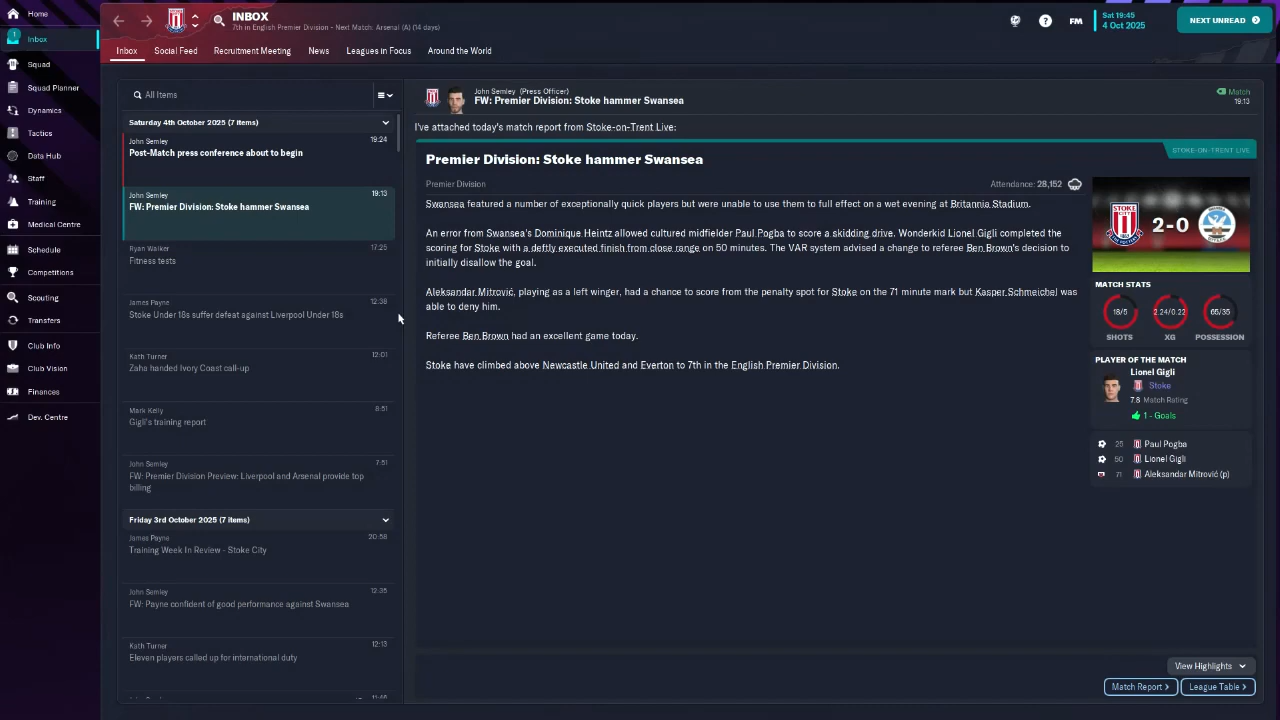 Home
INBOX
7th in English Premier Division - Next Match: Arsenal (A) (14 days)
FM
Sat 19:45
4 Oct 2025
NEXT UNREAD
1
Inbox
Squad
Squad Planner
Dynamics
Tactics
Data Hub
Staff
Training
Medical Centre
Schedule
Competitions
Scouting
Transfers
Club Info
Club Vision
Finances
Dev. Centre
Inbox
Social Feed
Recruitment Meeting
News
Leagues in Focus
Around the World
All Items
Saturday 4th October 2025 (7 items)
John Semley
19:24
Post-Match press conference about to begin
John Semley
19:13
FW: Premier Division: Stoke hammer Swansea
Ryan Walker
17:25
Fitness tests
James Payne
12:38
Stoke Under 18s suffer defeat against Liverpool Under 18s
Kath Turner
12:01
Zaha handed Ivory Coast call-up
Mark Kelly
8:51
Gigli's training report
John Semley
7:51
FW: Premier Division Preview: Liverpool and Arsenal provide top
billing
Friday 3rd October 2025 (7 items)
James Payne
20:58
Training Week In Review - Stoke City
John Semley
12:35
FW: Payne confident of good performance against Swansea
Kath Turner
12:13
Eleven players called up for international duty
John Semley (Press Officer)
FW: Premier Division: Stoke hammer Swansea
Match
19:13
I've attached today's match report from Stoke-on-Trent Live:
STOKE-ON-TRENT LIVE
Premier Division: Stoke hammer Swansea
Premier Division
Attendance: 28,152
Swansea featured a number of exceptionally quick players but were unable to use them to full effect on a wet evening at Britannia Stadium.
An error from Swansea's Dominique Heintz allowed cultured midfielder Paul Pogba to score a skidding drive. Wonderkid Lionel Gigli completed the
scoring for Stoke with a deftly executed finish from close range on 50 minutes. The VAR system advised a change to referee Ben Brown's decision to
initially disallow the goal.
Aleksandar Mitrović, playing as a left winger, had a chance to score from the penalty spot for Stoke on the 71 minute mark but Kasper Schmeichel was
able to deny him.
Referee Ben Brown had an excellent game today.
Stoke have climbed above Newcastle United and Everton to 7th in the English Premier Division.
2-0
MATCH STATS
18/5
2.24/0.22
65/35
SHOTS
XG
POSSESSION
PLAYER OF THE MATCH
Lionel Gigli
Stoke
7.8 Match Rating
1 - Goals
25 Paul Pogba
50 Lionel Gigli
71 Aleksandar Mitrović (p)
View Highlights
Match Report
League Table